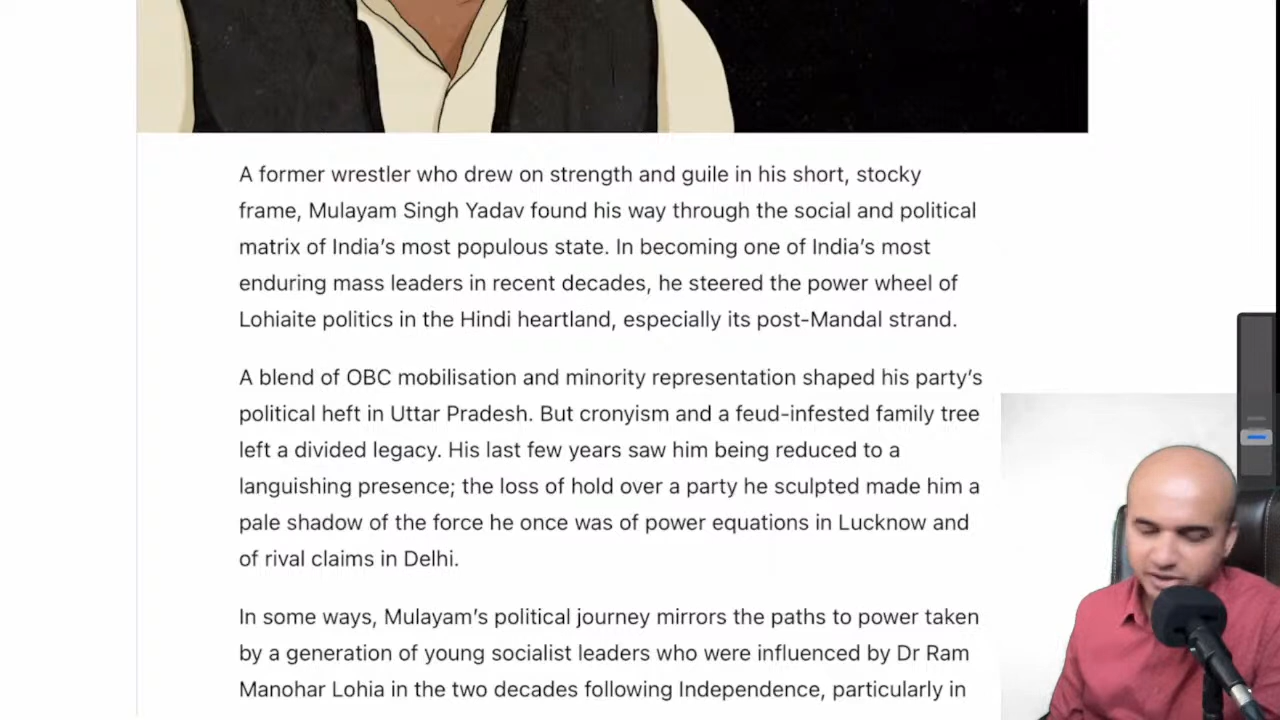 A former wrestler who drew on strength and guile in his short, stocky
frame, Mulayam Singh Yadav found his way through the social and political
matrix of India’s most populous state. In becoming one of India’s most
enduring mass leaders in recent decades, he steered the power wheel of
Lohiaite politics in the Hindi heartland, especially its post-Mandal strand.
A blend of OBC mobilisation and minority representation shaped his party’s
political heft in Uttar Pradesh. But cronyism and a feud-infested family tree
left a divided legacy. His last few years saw him being reduced to a
languishing presence; the loss of hold over a party he sculpted made him a
pale shadow of the force he once was of power equations in Lucknow and
of rival claims in Delhi.
In some ways, Mulayam’s political journey mirrors the paths to power taken
by a generation of young socialist leaders who were influenced by Dr Ram
Manohar Lohia in the two decades following Independence, particularly in